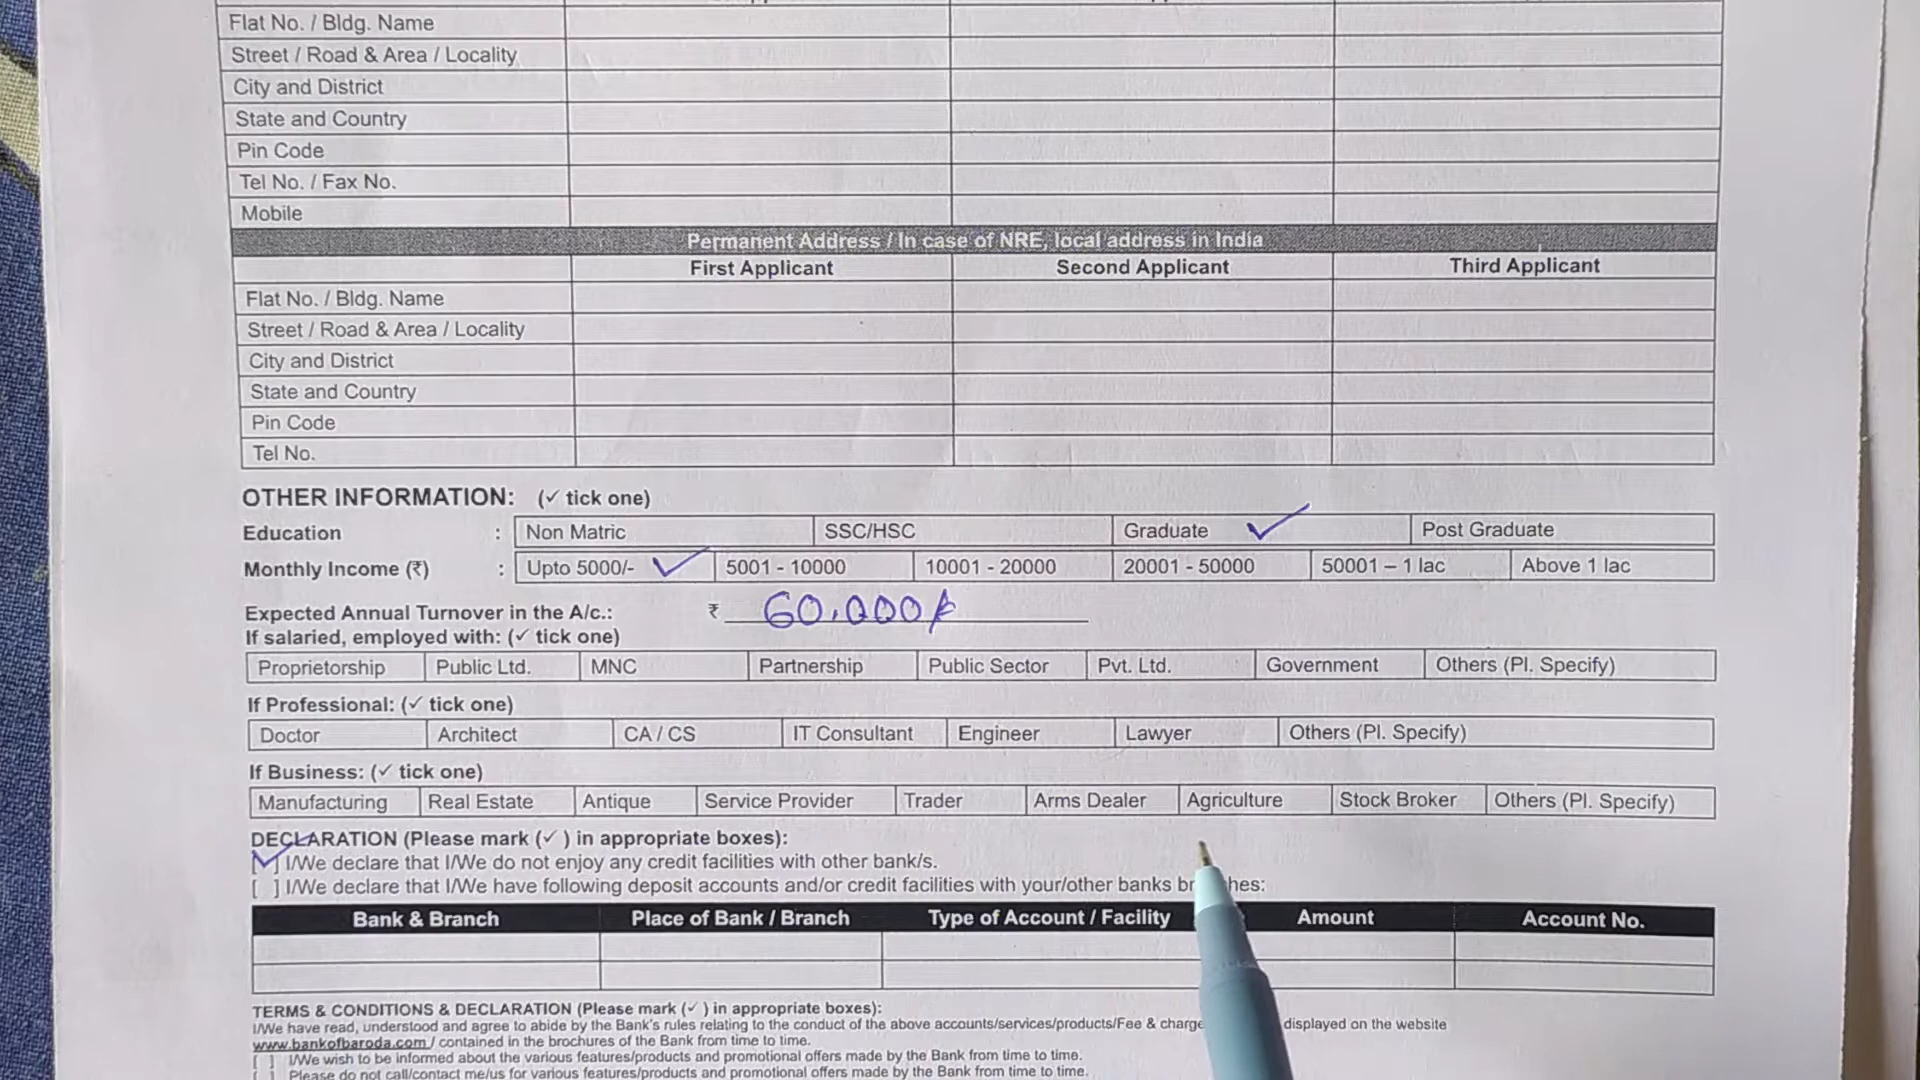 Flat No. / Bldg. Name
Street / Road & Area / Locality
City and District
State and Country
Pin Code
Tel No. / Fax No.
Mobile
Permanent Address / In case of NRE, local address in India
First Applicant Second Applicant Third Applicant
Flat No. / Bldg. Name
Street / Road & Area / Locality
City and District
State and Country
Pin Code
Tel No.
OTHER INFORMATION: (✓ tick one)
Education : Non Matric SSC/HSC Graduate ✓ Post Graduate
Monthly Income (₹) : Upto 5000/- ✓ 5001 - 10000 10001 - 20000 20001 - 50000 50001 – 1 lac Above 1 lac
Expected Annual Turnover in the A/c.: ₹ 60,000/-
If salaried, employed with: (✓ tick one)
Proprietorship Public Ltd. MNC Partnership Public Sector Pvt. Ltd. Government Others (Pl. Specify)
If Professional: (✓ tick one)
Doctor Architect CA / CS IT Consultant Engineer Lawyer Others (Pl. Specify)
If Business: (✓ tick one)
Manufacturing Real Estate Antique Service Provider Trader Arms Dealer Agriculture Stock Broker Others (Pl. Specify)
DECLARATION (Please mark (✓ ) in appropriate boxes):
[✓] I/We declare that I/We do not enjoy any credit facilities with other bank/s.
[ ] I/We declare that I/We have following deposit accounts and/or credit facilities with your/other banks
Bank & Branch Place of Bank / Branch Type of Account / Facility Amount Account No.
TERMS & CONDITIONS & DECLARATION (Please mark (✓ ) in appropriate boxes):
I/We have read, understood and agree to abide by the Bank's rules relating to the conduct of the above accounts/services/products/Fee & displayed on the website
www.bankofbaroda.com / contained in the brochures of the Bank from time to time.
[ ] I/We wish to be informed about the various features/products and promotional offers made by the Bank from time to time.
[ ] Please do not call/contact me/us for various features/products and promotional offers made by the Bank from time to time.